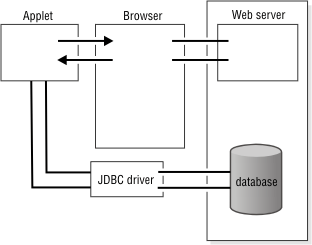 Applet
Browser
Web server
JDBC driver
database